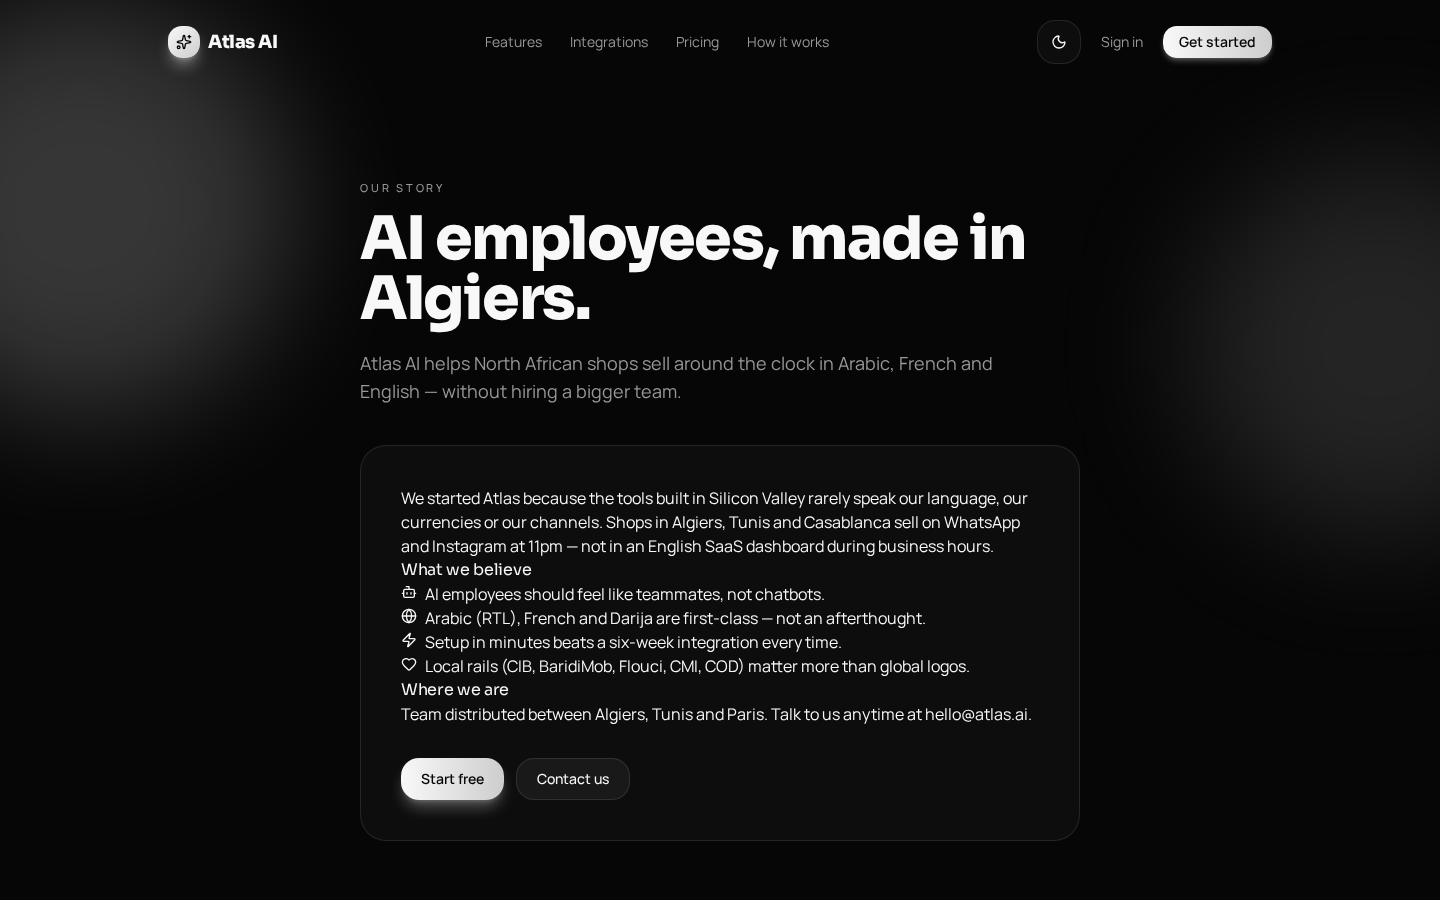 Atlas AI
Features
Integrations
Pricing
How it works
Sign in
Get started
OUR STORY
AI employees, made in
Algiers.
Atlas AI helps North African shops sell around the clock in Arabic, French and
English — without hiring a bigger team.
We started Atlas because the tools built in Silicon Valley rarely speak our language, our
currencies or our channels. Shops in Algiers, Tunis and Casablanca sell on WhatsApp
and Instagram at 11pm — not in an English SaaS dashboard during business hours.
What we believe
AI employees should feel like teammates, not chatbots.
Arabic (RTL), French and Darija are first-class — not an afterthought.
Setup in minutes beats a six-week integration every time.
Local rails (CIB, BaridiMob, Flouci, CMI, COD) matter more than global logos.
Where we are
Team distributed between Algiers, Tunis and Paris. Talk to us anytime at hello@atlas.ai.
Start free
Contact us